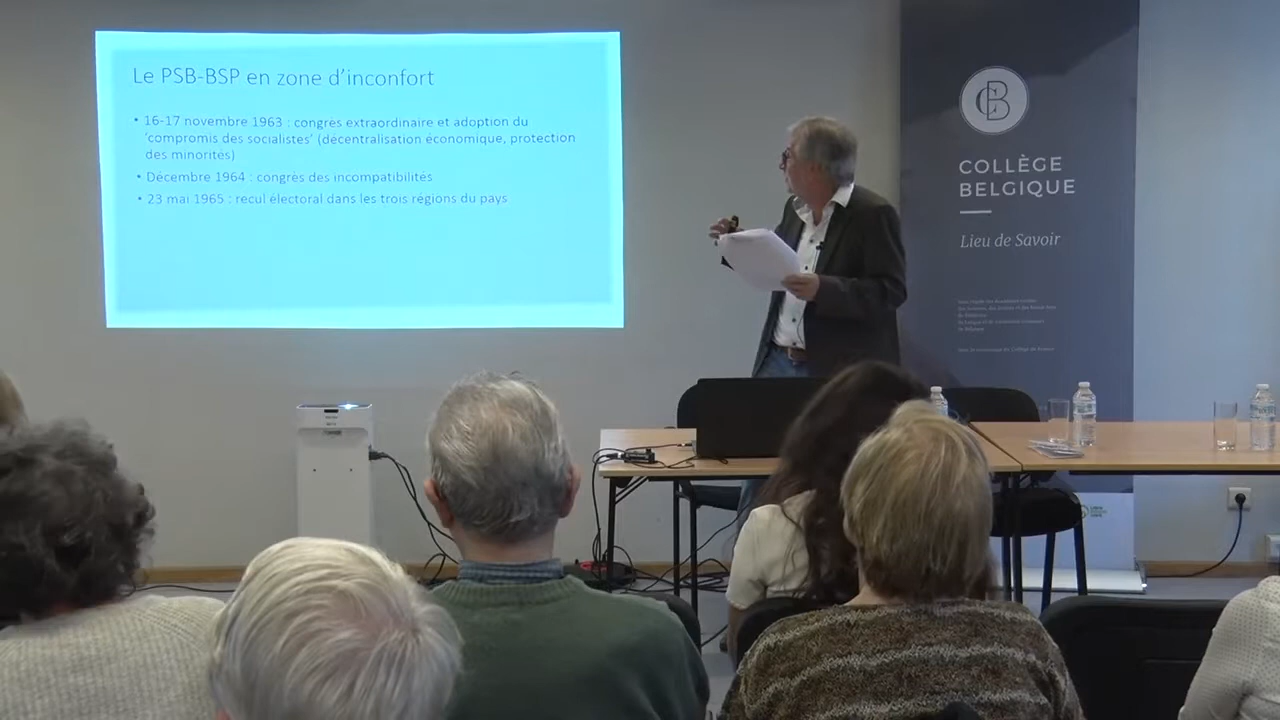 Le PSB-BSP en zone d’inconfort
• 16-17 novembre 1963 : congrès extraordinaire et adoption du
‘compromis des socialistes’ (décentralisation économique, protection
des minorités)
• Décembre 1964 : congrès des incompatibilités
• 23 mai 1965 : recul électoral dans les trois régions du pays
COLLÈGE
BELGIQUE
Lieu de Savoir